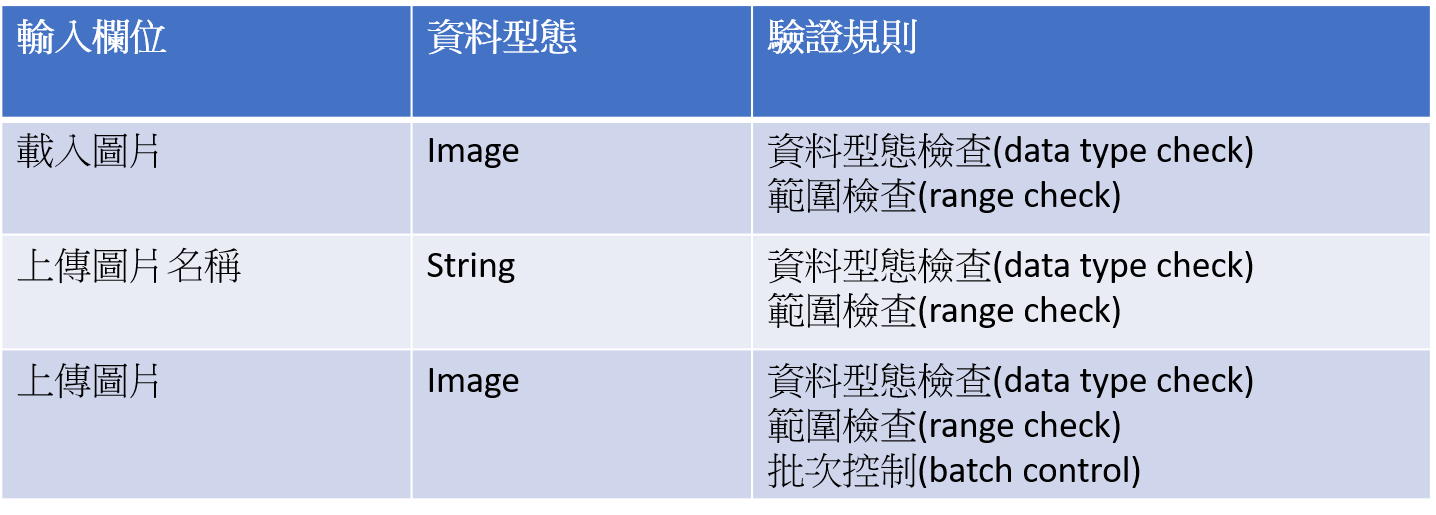 輸入欄位 資料型態 驗證規則
載入圖片 Image 資料型態檢查(data type check)
範圍檢查(range check)
上傳圖片名稱 String 資料型態檢查(data type check)
範圍檢查(range check)
上傳圖片 Image 資料型態檢查(data type check)
範圍檢查(range check)
批次控制(batch control)